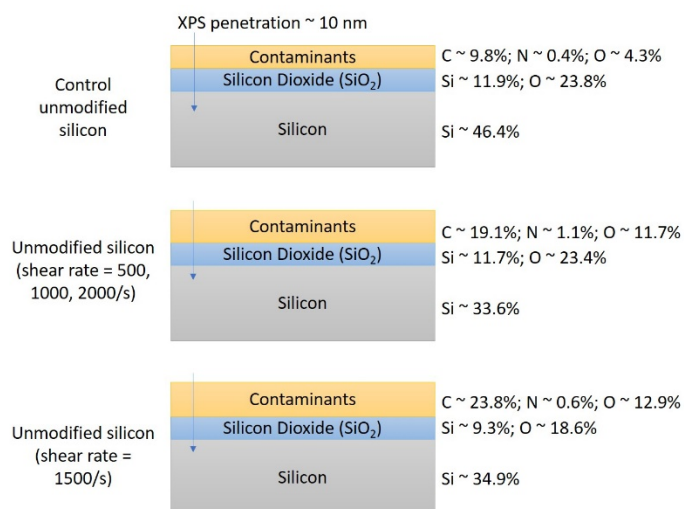 XPS penetration ~ 10 nm
Control
unmodified
silicon
Contaminants
C ~ 9.8%; N ~ 0.4%; O ~ 4.3%
Silicon Dioxide (SiO₂)
Si ~ 11.9%; O ~ 23.8%
Silicon
Si ~ 46.4%
Unmodified silicon
(shear rate = 500,
1000, 2000/s)
Contaminants
C ~ 19.1%; N ~ 1.1%; O ~ 11.7%
Silicon Dioxide (SiO₂)
Si ~ 11.7%; O ~ 23.4%
Silicon
Si ~ 33.6%
Unmodified silicon
(shear rate =
1500/s)
Contaminants
C ~ 23.8%; N ~ 0.6%; O ~ 12.9%
Silicon Dioxide (SiO₂)
Si ~ 9.3%; O ~ 18.6%
Silicon
Si ~ 34.9%